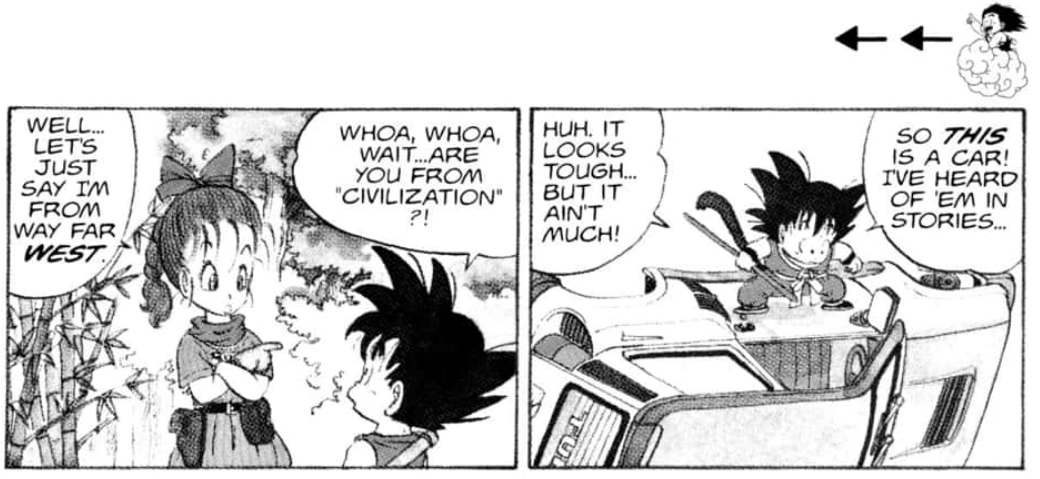 SO THIS
IS A CAR!
I'VE HEARD
OF 'EM IN
STORIES...
HUH. IT
LOOKS
TOUGH...
BUT IT
AIN'T
MUCH!
WHOA, WHOA,
WAIT...ARE
YOU FROM
"CIVILIZATION"
?!
WELL...
LET'S
JUST
SAY I'M
FROM
WAY FAR
WEST.